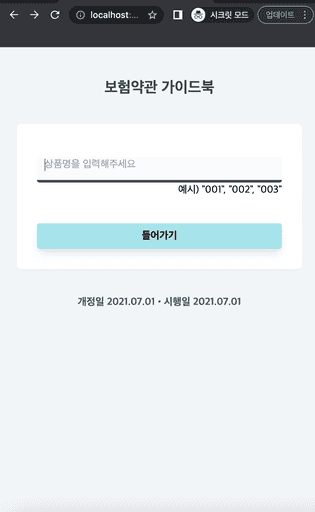 localhost:...
시크릿 모드
업데이트
보험약관 가이드북
상품명을 입력해주세요
예시) "001", "002", "003"
들어가기
개정일 2021.07.01 • 시행일 2021.07.01